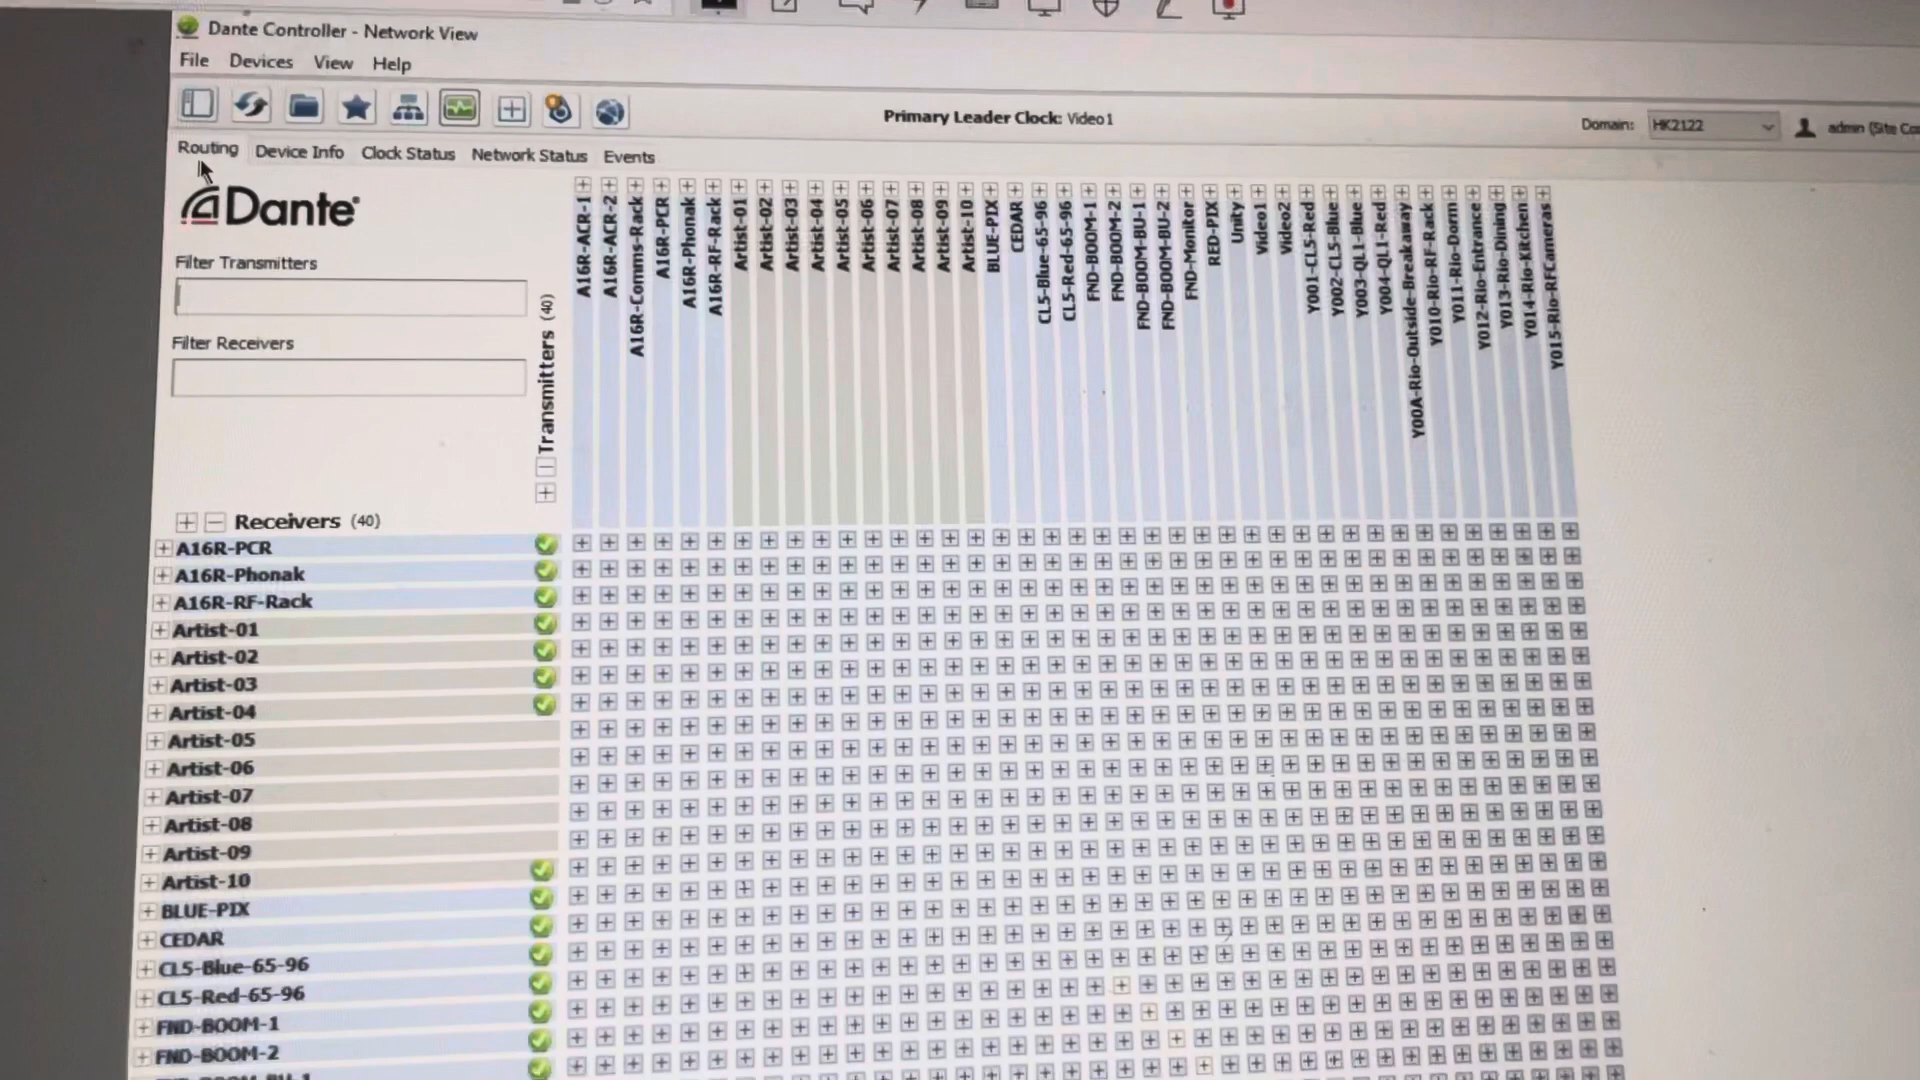 Dante Controller - Network View
File Devices View Help
Primary Leader Clock: Video1
Domain: HK2122
admin (Site Co
Routing Device Info Clock Status Network Status Events
Dante
Filter Transmitters
Filter Receivers
Transmitters (40)
A16R-ACR-1
A16R-ACR-2
A16R-Comms-Rack
A16R-PCR
A16R-Phonak
A16R-RF-Rack
Artist-01
Artist-02
Artist-03
Artist-04
Artist-05
Artist-06
Artist-07
Artist-08
Artist-09
Artist-10
BLUE-PIX
CEDAR
CL5-Blue-65-96
CL5-Red-65-96
FND-BOOM-1
FND-BOOM-2
FND-BOOM-BU-1
FND-BOOM-BU-2
FND-Monitor
RED-PIX
Unity
Video1
Video2
Y001-CL5-Red
Y002-CL5-Blue
Y003-QL1-Blue
Y004-QL1-Red
Y00A-Rio-Outside-Breakaway
Y010-Rio-RF-Rack
Y011-Rio-Dorm
Y012-Rio-Entrance
Y013-Rio-Dining
Y014-Rio-Kitchen
Y015-Rio-RFCameras
Receivers (40)
A16R-PCR
A16R-Phonak
A16R-RF-Rack
Artist-01
Artist-02
Artist-03
Artist-04
Artist-05
Artist-06
Artist-07
Artist-08
Artist-09
Artist-10
BLUE-PIX
CEDAR
CL5-Blue-65-96
CL5-Red-65-96
FND-BOOM-1
FND-BOOM-2